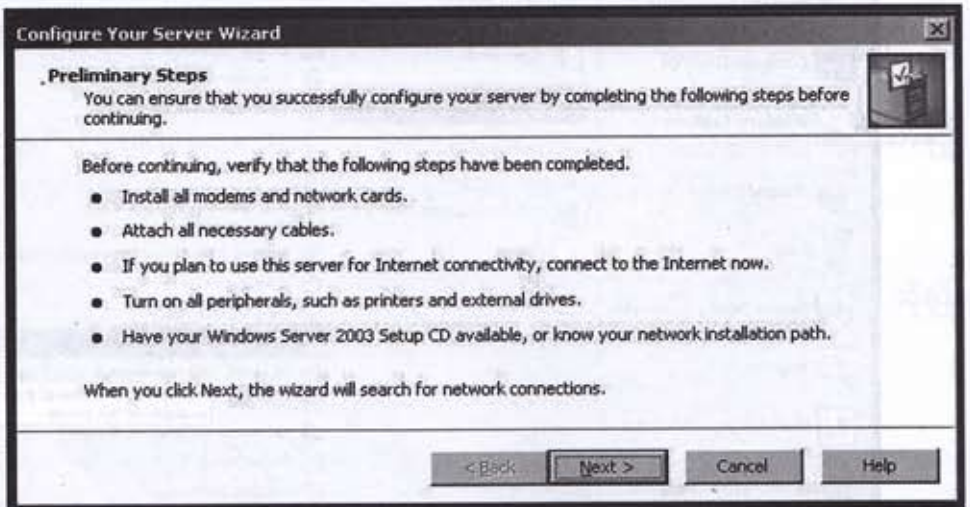 Configure Your Server Wizard
Preliminary Steps
You can ensure that you successfully configure your server by completing the following steps before
continuing.
Before continuing, verify that the following steps have been completed.
• Install all modems and network cards.
• Attach all necessary cables.
• If you plan to use this server for Internet connectivity, connect to the Internet now.
• Turn on all peripherals, such as printers and external drives.
• Have your Windows Server 2003 Setup CD available, or know your network installation path.
When you click Next, the wizard will search for network connections.
< Back Next > Cancel Help